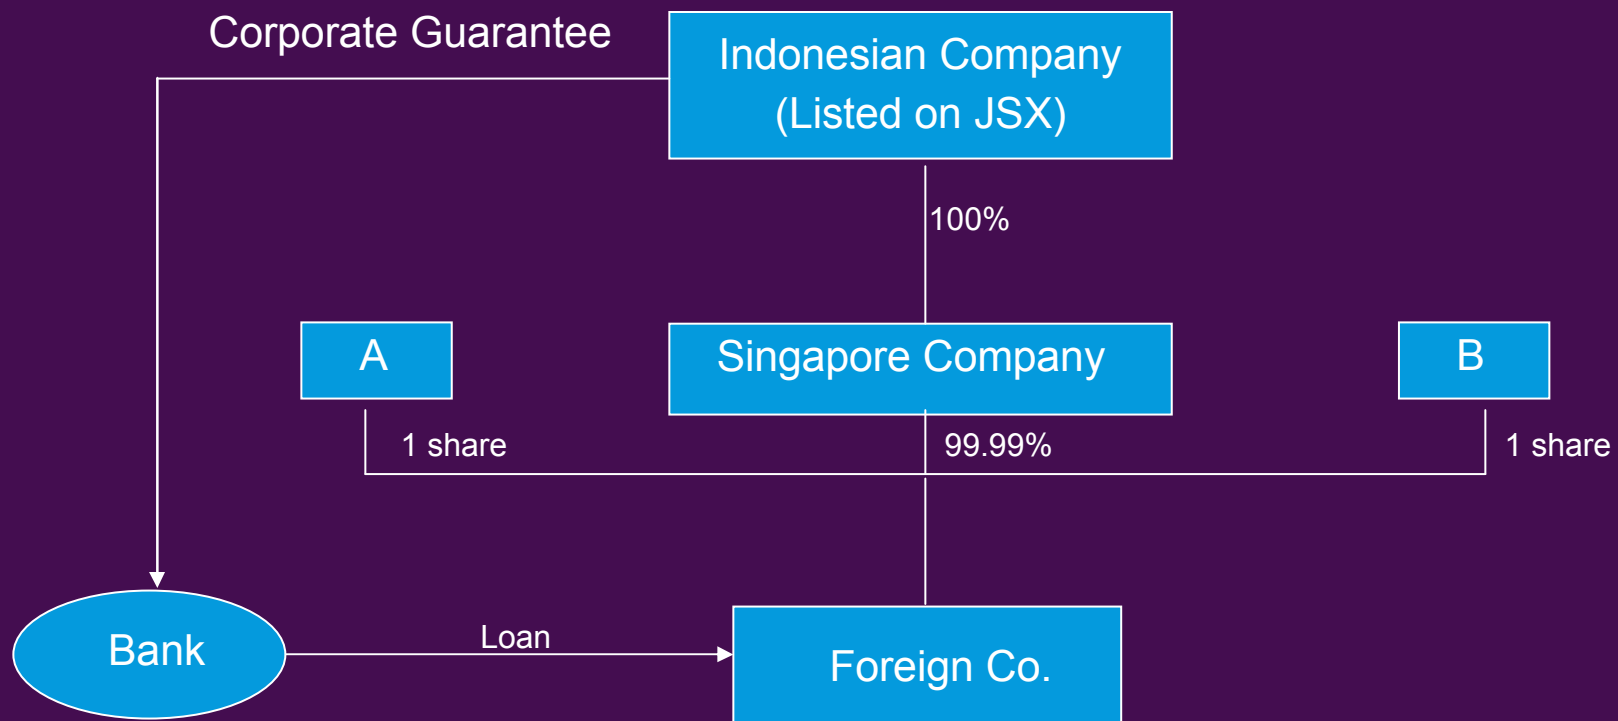 Corporate Guarantee
Indonesian Company
(Listed on JSX)
100%
A
Singapore Company
B
1 share
99.99%
1 share
Bank
Loan
Foreign Co.